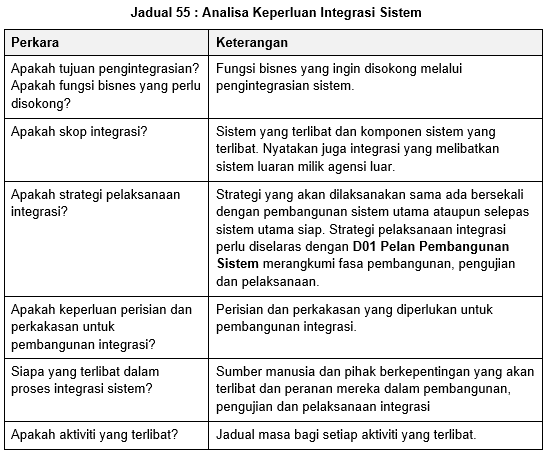 Jadual 55 : Analisa Keperluan Integrasi Sistem
Perkara
Keterangan
Apakah tujuan pengintegrasian?
Apakah fungsi bisnes yang perlu
disokong?
Fungsi bisnes yang ingin disokong melalui
pengintegrasian sistem.
Apakah skop integrasi?
Sistem yang terlibat dan komponen sistem yang
terlibat. Nyatakan juga integrasi yang melibatkan
sistem luaran milik agensi luar.
Apakah strategi pelaksanaan
integrasi?
Strategi yang akan dilaksanakan sama ada bersekali
dengan pembangunan sistem utama ataupun selepas
sistem utama siap. Strategi pelaksanaan integrasi
perlu diselaras dengan D01 Pelan Pembangunan
Sistem merangkumi fasa pembangunan, pengujian
dan pelaksanaan.
Apakah keperluan perisian dan
perkakasan untuk
pembangunan integrasi?
Perisian dan perkakasan yang diperlukan untuk
pembangunan integrasi.
Siapa yang terlibat dalam
proses integrasi sistem?
Sumber manusia dan pihak berkepentingan yang akan
terlibat dan peranan mereka dalam pembangunan,
pengujian dan pelaksanaan integrasi
Apakah aktiviti yang terlibat?
Jadual masa bagi setiap aktiviti yang terlibat.